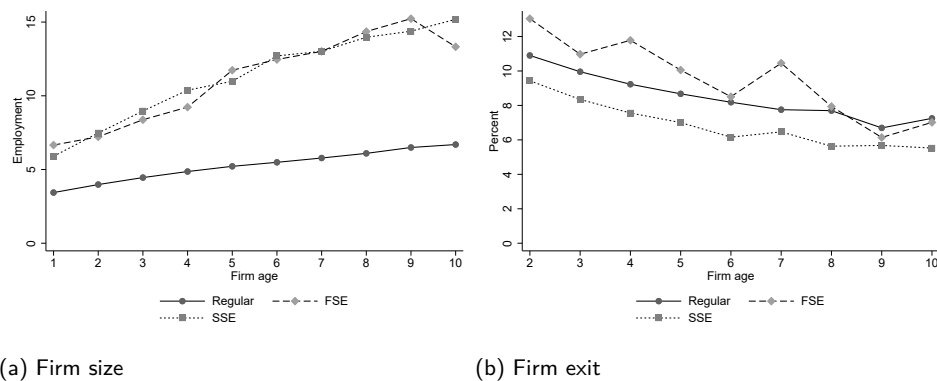 15
10
5
0
Employment
1 2 3 4 5 6 7 8 9 10
Firm age
Regular FSE
SSE
(a) Firm size
12
10
8
6
4
2
0
Percent
2 3 4 5 6 7 8 9 10
Firm age
Regular FSE
SSE
(b) Firm exit